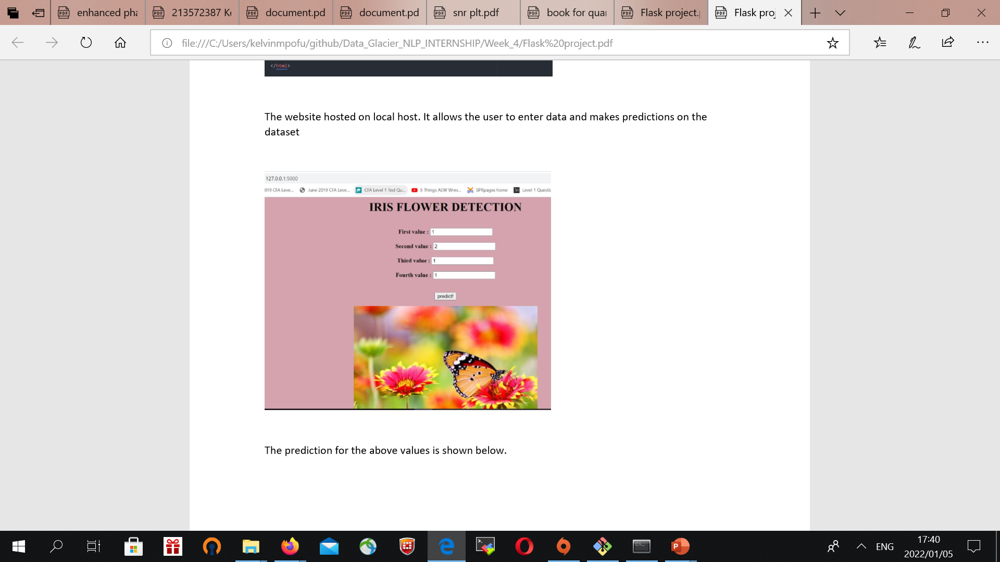 enhanced pha
213572387 Ke
document.pd
document.pd
snr plt.pdf
book for quar
Flask project.
Flask proj
file:///C:/Users/kelvinmpofu/github/Data_Glacier_NLP_INTERNSHIP/Week_4/Flask%20project.pdf
</html>
The website hosted on local host. It allows the user to enter data and makes predictions on the
dataset
127.0.0.1:5000
019 CFA Leve... June 2019 CFA Leve... CFA Level 1 Test Qu... 5 Things AEW Wres... SPRpages home Level 1 Questic
IRIS FLOWER DETECTION
First value : 1
Second value : 2
Third value : 1
Fourth value : 1
predict!
The prediction for the above values is shown below.
ENG
17:40
2022/01/05